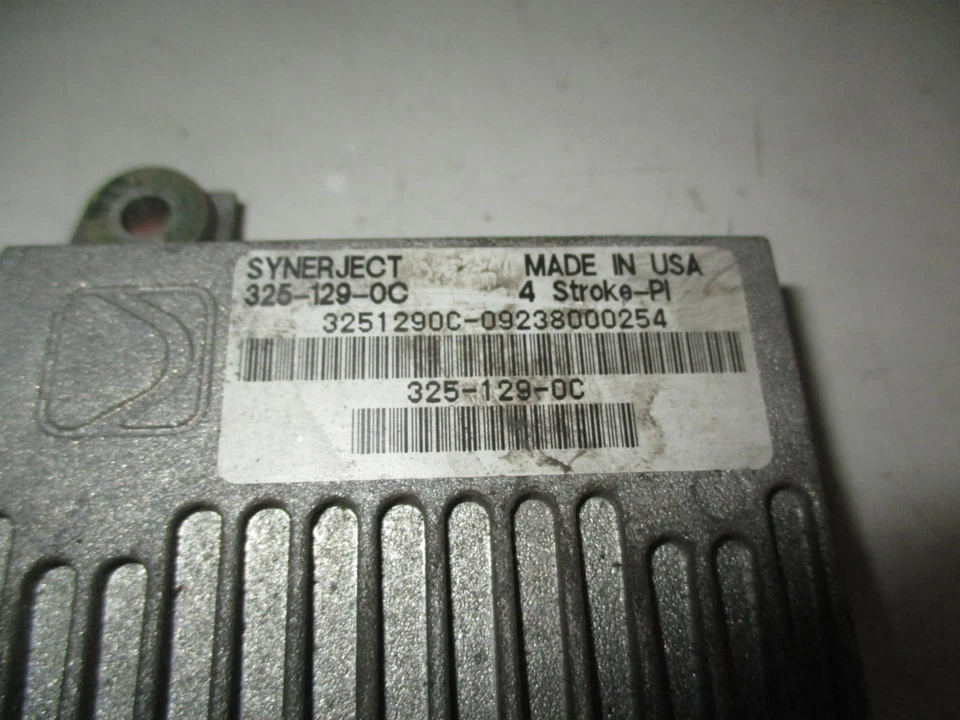 SYNERJECT MADE IN USA
325-129-0C 4 Stroke-PI
3251290C-09238000254
325-129-0C